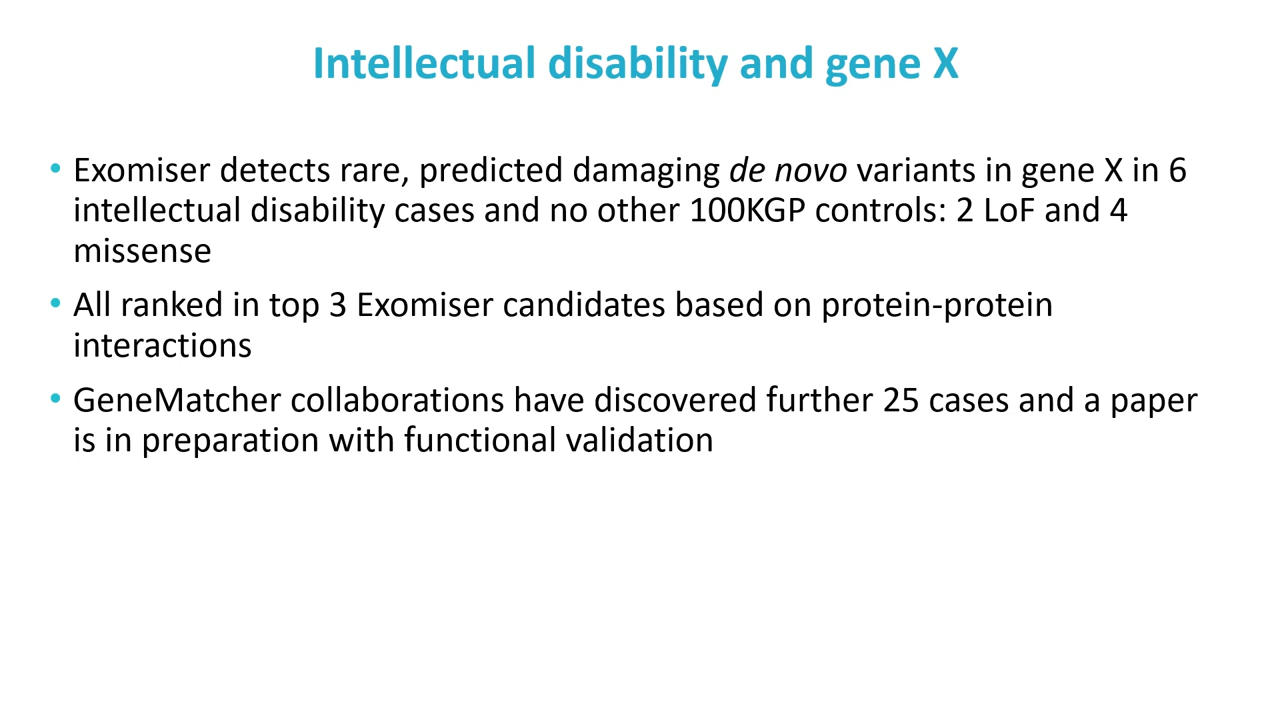 Intellectual disability and gene X
• Exomiser detects rare, predicted damaging de novo variants in gene X in 6
intellectual disability cases and no other 100KGP controls: 2 LoF and 4
missense
• All ranked in top 3 Exomiser candidates based on protein-protein
interactions
• GeneMatcher collaborations have discovered further 25 cases and a paper
is in preparation with functional validation